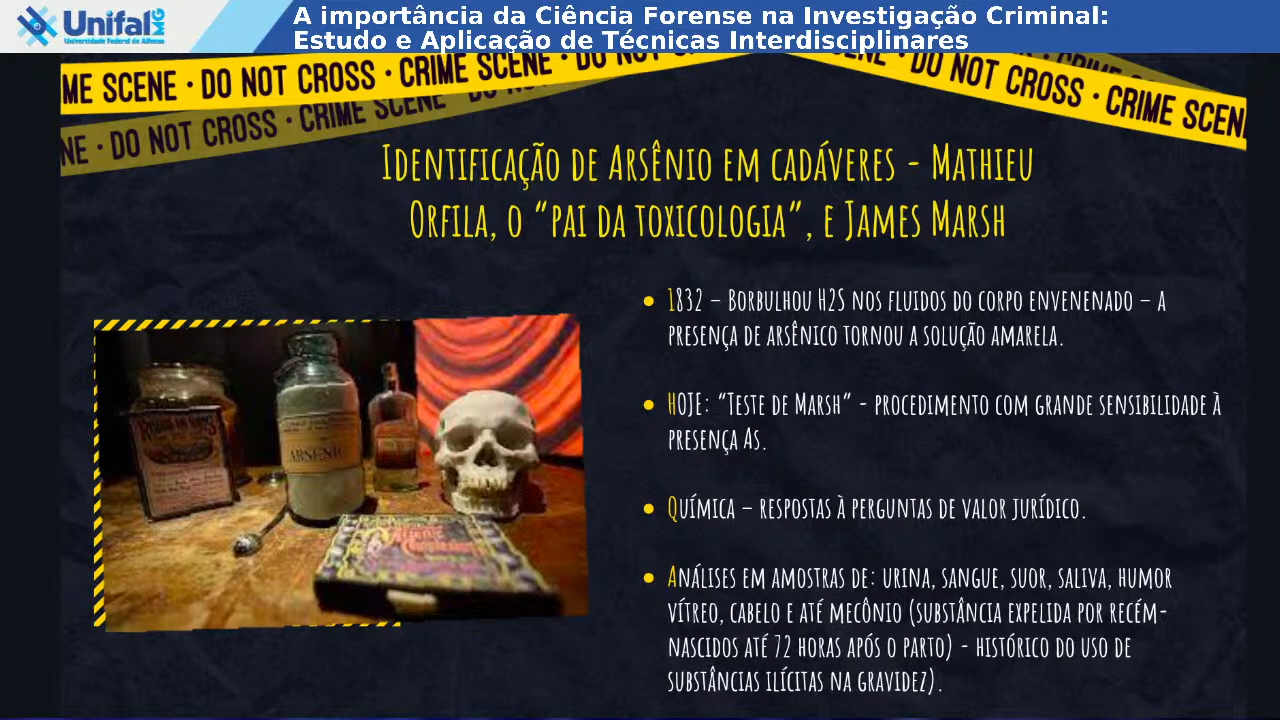 Unifal MG
Universidade Federal de Alfenas
A importância da Ciência Forense na Investigação Criminal:
Estudo e Aplicação de Técnicas Interdisciplinares
ME SCENE · DO NOT CROSS · CRIME SCENE · DO NOT CROSS
NE · DO NOT CROSS · CRIME SCENE
DO NOT CROSS · CRIME SCEN
Identificação de Arsênio em cadáveres - Mathieu
Orfila, o “pai da toxicologia”, e James Marsh
• 1832 – Borbulhou H2S nos fluidos do corpo envenenado – a
presença de arsênico tornou a solução amarela.
• HOJE: “Teste de Marsh” - procedimento com grande sensibilidade à
presença As.
• Química – respostas à perguntas de valor jurídico.
• Análises em amostras de: urina, sangue, suor, saliva, humor
vítreo, cabelo e até mecônio (substância expelida por recém-
nascidos até 72 horas após o parto) - histórico do uso de
substâncias ilícitas na gravidez).
ARSENIC
Arsenic
Complexion